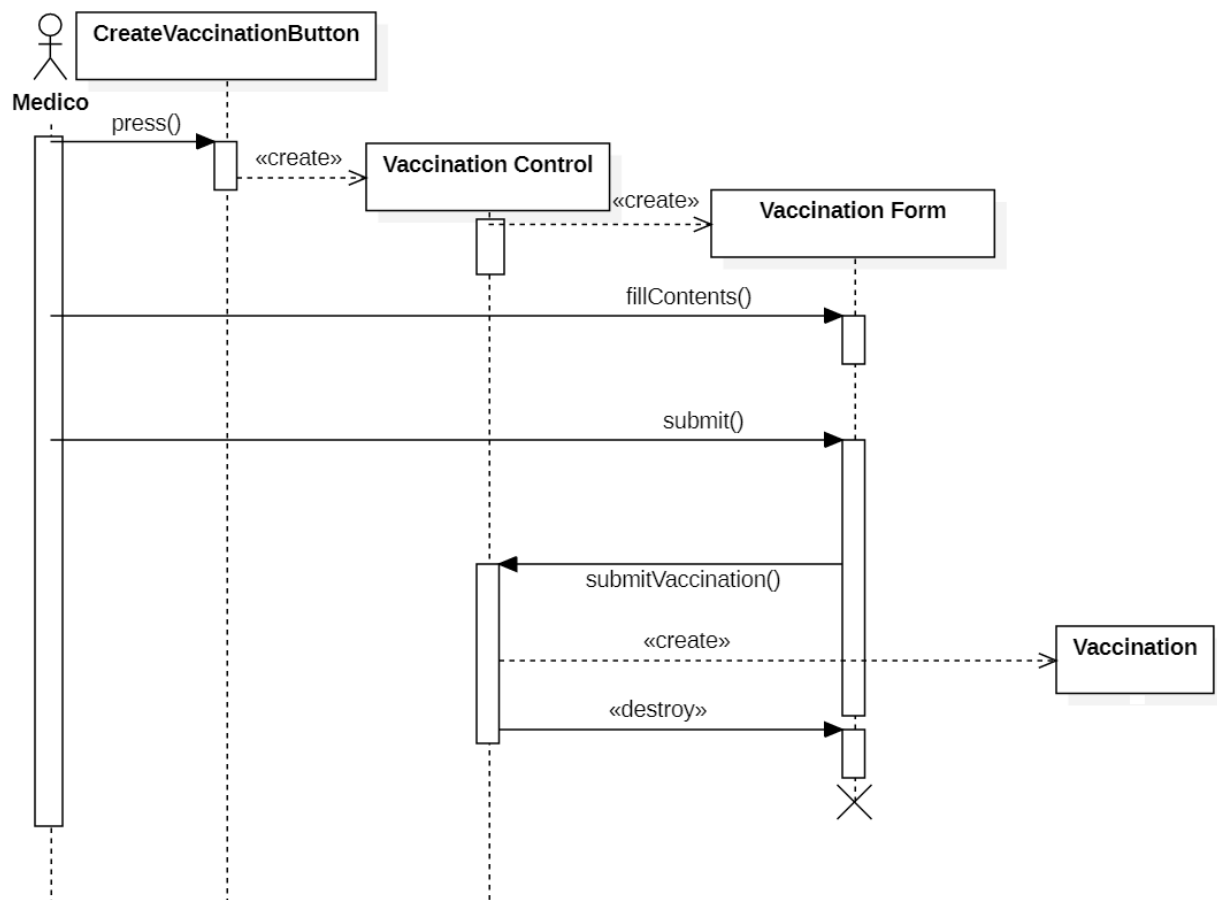 CreateVaccinationButton
Medico
press()
«create»
Vaccination Control
«create»
Vaccination Form
fillContents()
submit()
submitVaccination()
«create»
Vaccination
«destroy»